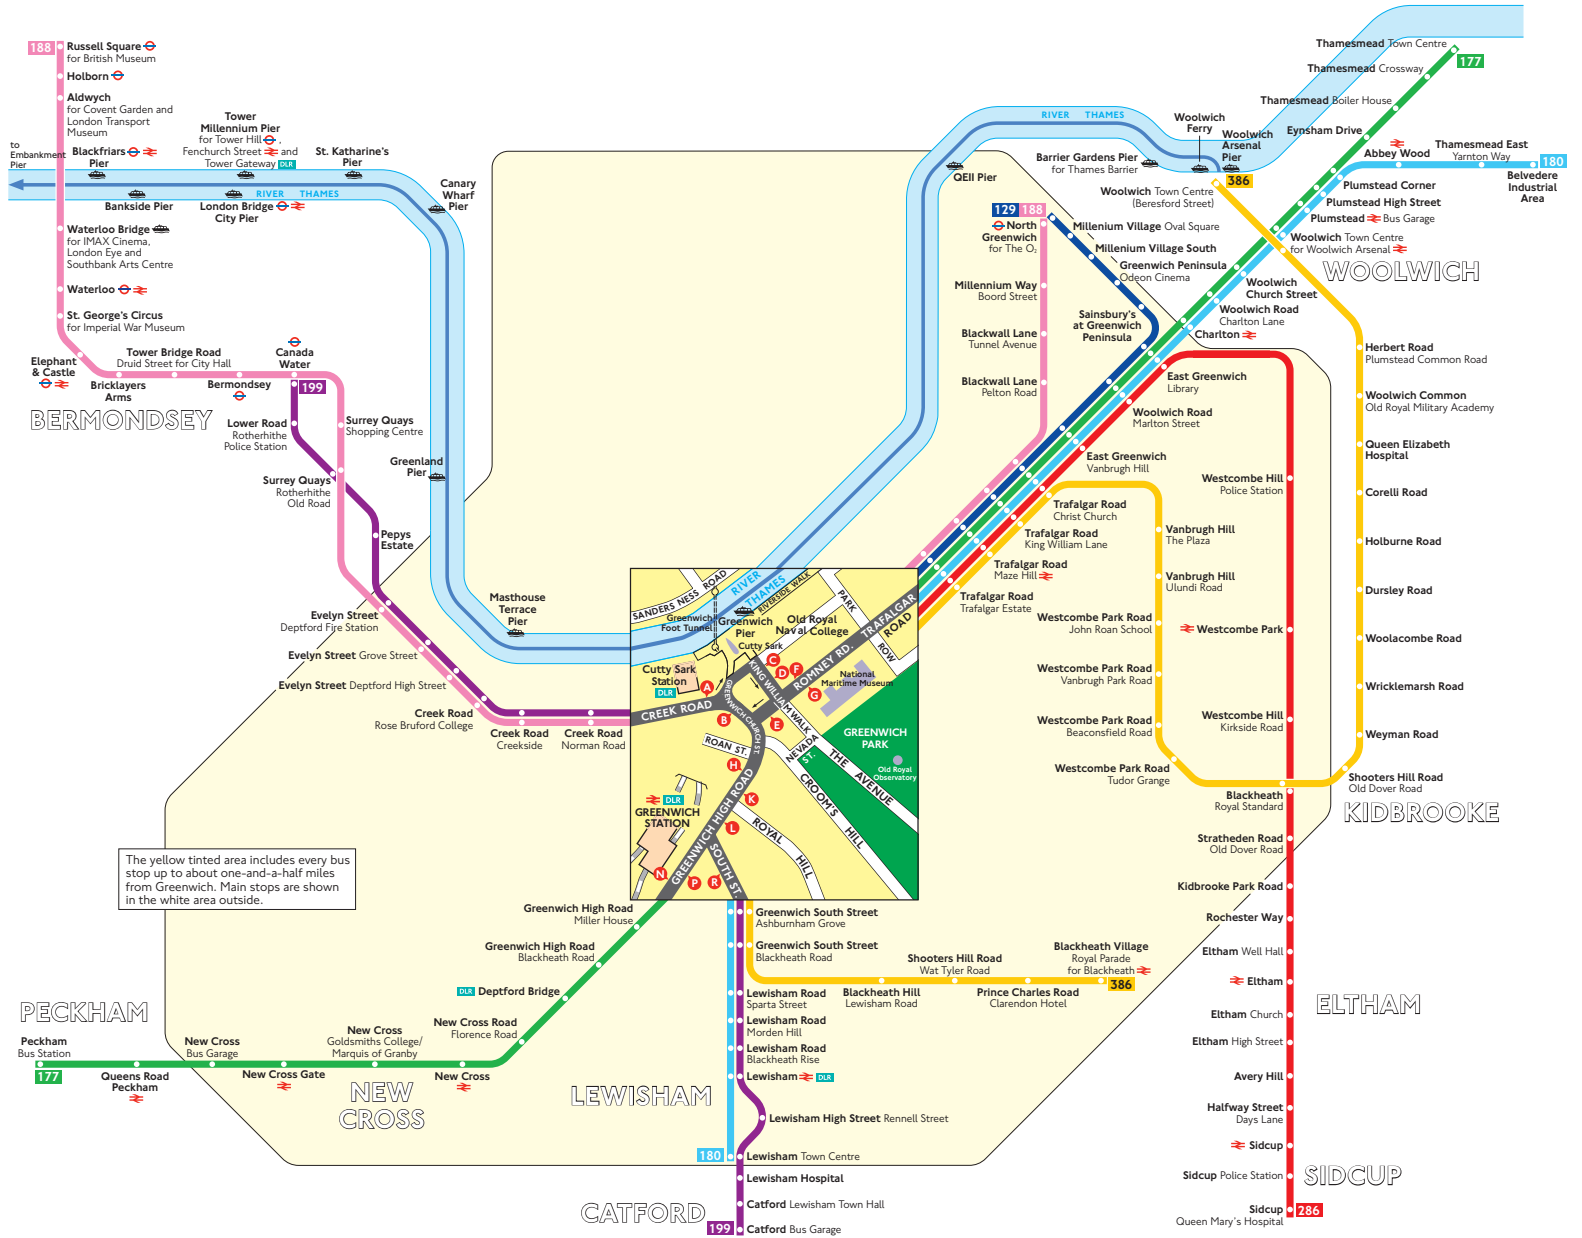 188
Russell Square
for British Museum
Holborn
Aldwych
for Covent Garden and
London Transport
Museum
to
Embankment
Pier
Blackfriars
Pier
Tower
Millennium Pier
for Tower Hill ,
Fenchurch Street and
Tower Gateway DLR
St. Katharine's
Pier
Bankside Pier
London Bridge
City Pier
RIVER THAMES
Canary
Wharf
Pier
Waterloo Bridge
for IMAX Cinema,
London Eye and
Southbank Arts Centre
Waterloo
St. George's Circus
for Imperial War Museum
Elephant
& Castle
Bricklayers
Arms
Tower Bridge Road
Druid Street for City Hall
Bermondsey
Canada
Water
199
BERMONDSEY
Lower Road
Rotherhithe
Police Station
Surrey Quays
Shopping Centre
Surrey Quays
Rotherhithe
Old Road
Greenland
Pier
Pepys
Estate
Masthouse
Terrace
Pier
Evelyn Street
Deptford Fire Station
Evelyn Street Grove Street
Evelyn Street Deptford High Street
Creek Road
Rose Bruford College
Creek Road
Creekside
Creek Road
Norman Road
Thamesmead Town Centre
177
Thamesmead Crossway
Thamesmead Boiler House
Eynsham Drive
Abbey Wood
Thamesmead East
Yarnton Way
180
Belvedere
Industrial
Area
Plumstead Corner
Plumstead High Street
Plumstead Bus Garage
Woolwich Town Centre
for Woolwich Arsenal
WOOLWICH
RIVER THAMES
Woolwich
Ferry
Woolwich
Arsenal
Pier
Barrier Gardens Pier
for Thames Barrier
QEII Pier
386
Woolwich Town Centre
(Beresford Street)
129
188
North
Greenwich
for The O2
Millenium Village Oval Square
Millenium Village South
Greenwich Peninsula
Odeon Cinema
Sainsbury's
at Greenwich
Peninsula
Woolwich
Church Street
Woolwich Road
Charlton Lane
Charlton
Millennium Way
Boord Street
Blackwall Lane
Tunnel Avenue
Blackwall Lane
Pelton Road
East Greenwich
Library
Woolwich Road
Marlton Street
East Greenwich
Vanbrugh Hill
Trafalgar Road
Christ Church
Trafalgar Road
King William Lane
Trafalgar Road
Maze Hill
Trafalgar Road
Trafalgar Estate
Vanbrugh Hill
The Plaza
Vanbrugh Hill
Ulundi Road
Westcombe Park Road
John Roan School
Westcombe Park Road
Vanbrugh Park Road
Westcombe Park Road
Beaconsfield Road
Westcombe Park Road
Tudor Grange
Westcombe Hill
Police Station
Westcombe Park
Westcombe Hill
Kirkside Road
Blackheath
Royal Standard
Herbert Road
Plumstead Common Road
Woolwich Common
Old Royal Military Academy
Queen Elizabeth
Hospital
Corelli Road
Holburne Road
Dursley Road
Woolacombe Road
Wricklemarsh Road
Weyman Road
Shooters Hill Road
Old Dover Road
KIDBROOKE
Stratheden Road
Old Dover Road
Kidbrooke Park Road
Rochester Way
Eltham Well Hall
Eltham
Eltham Church
Eltham High Street
ELTHAM
Avery Hill
Halfway Street
Days Lane
Sidcup
Sidcup Police Station
SIDCUP
Sidcup
Queen Mary's Hospital
286
SANDERS NESS ROAD
RIVER
THAMES
RIVERSIDE WALK
Greenwich
Foot Tunnel
Greenwich
Pier
Cutty Sark
Old Royal
Naval College
PARK
ROW
TRAFALGAR
ROAD
ROMNEY RD.
National
Maritime Museum
Cutty Sark
Station
DLR
CREEK ROAD
GREENWICH CHURCH ST.
KING WILLIAM WALK
A
B
C
D
E
F
G
H
K
L
N
P
R
ROAN ST.
NEVADA
ST.
GREENWICH
PARK
Old Royal
Observatory
THE AVENUE
CROOM'S HILL
ROYAL HILL
DLR
GREENWICH
STATION
GREENWICH HIGH ROAD
SOUTH ST.
The yellow tinted area includes every bus
stop up to about one-and-a-half miles
from Greenwich. Main stops are shown
in the white area outside.
Greenwich High Road
Miller House
Greenwich High Road
Blackheath Road
DLR Deptford Bridge
New Cross Road
Florence Road
New Cross
New Cross
Goldsmiths College/
Marquis of Granby
New Cross Gate
New Cross
Bus Garage
Queens Road
Peckham
Peckham
Bus Station
177
PECKHAM
NEW
CROSS
Greenwich South Street
Ashburnham Grove
Greenwich South Street
Blackheath Road
Blackheath Hill
Lewisham Road
Shooters Hill Road
Wat Tyler Road
Prince Charles Road
Clarendon Hotel
Blackheath Village
Royal Parade
for Blackheath
386
Lewisham Road
Sparta Street
Lewisham Road
Morden Hill
Lewisham Road
Blackheath Rise
Lewisham DLR
LEWISHAM
Lewisham High Street Rennell Street
180
Lewisham Town Centre
Lewisham Hospital
Catford Lewisham Town Hall
CATFORD
199
Catford Bus Garage